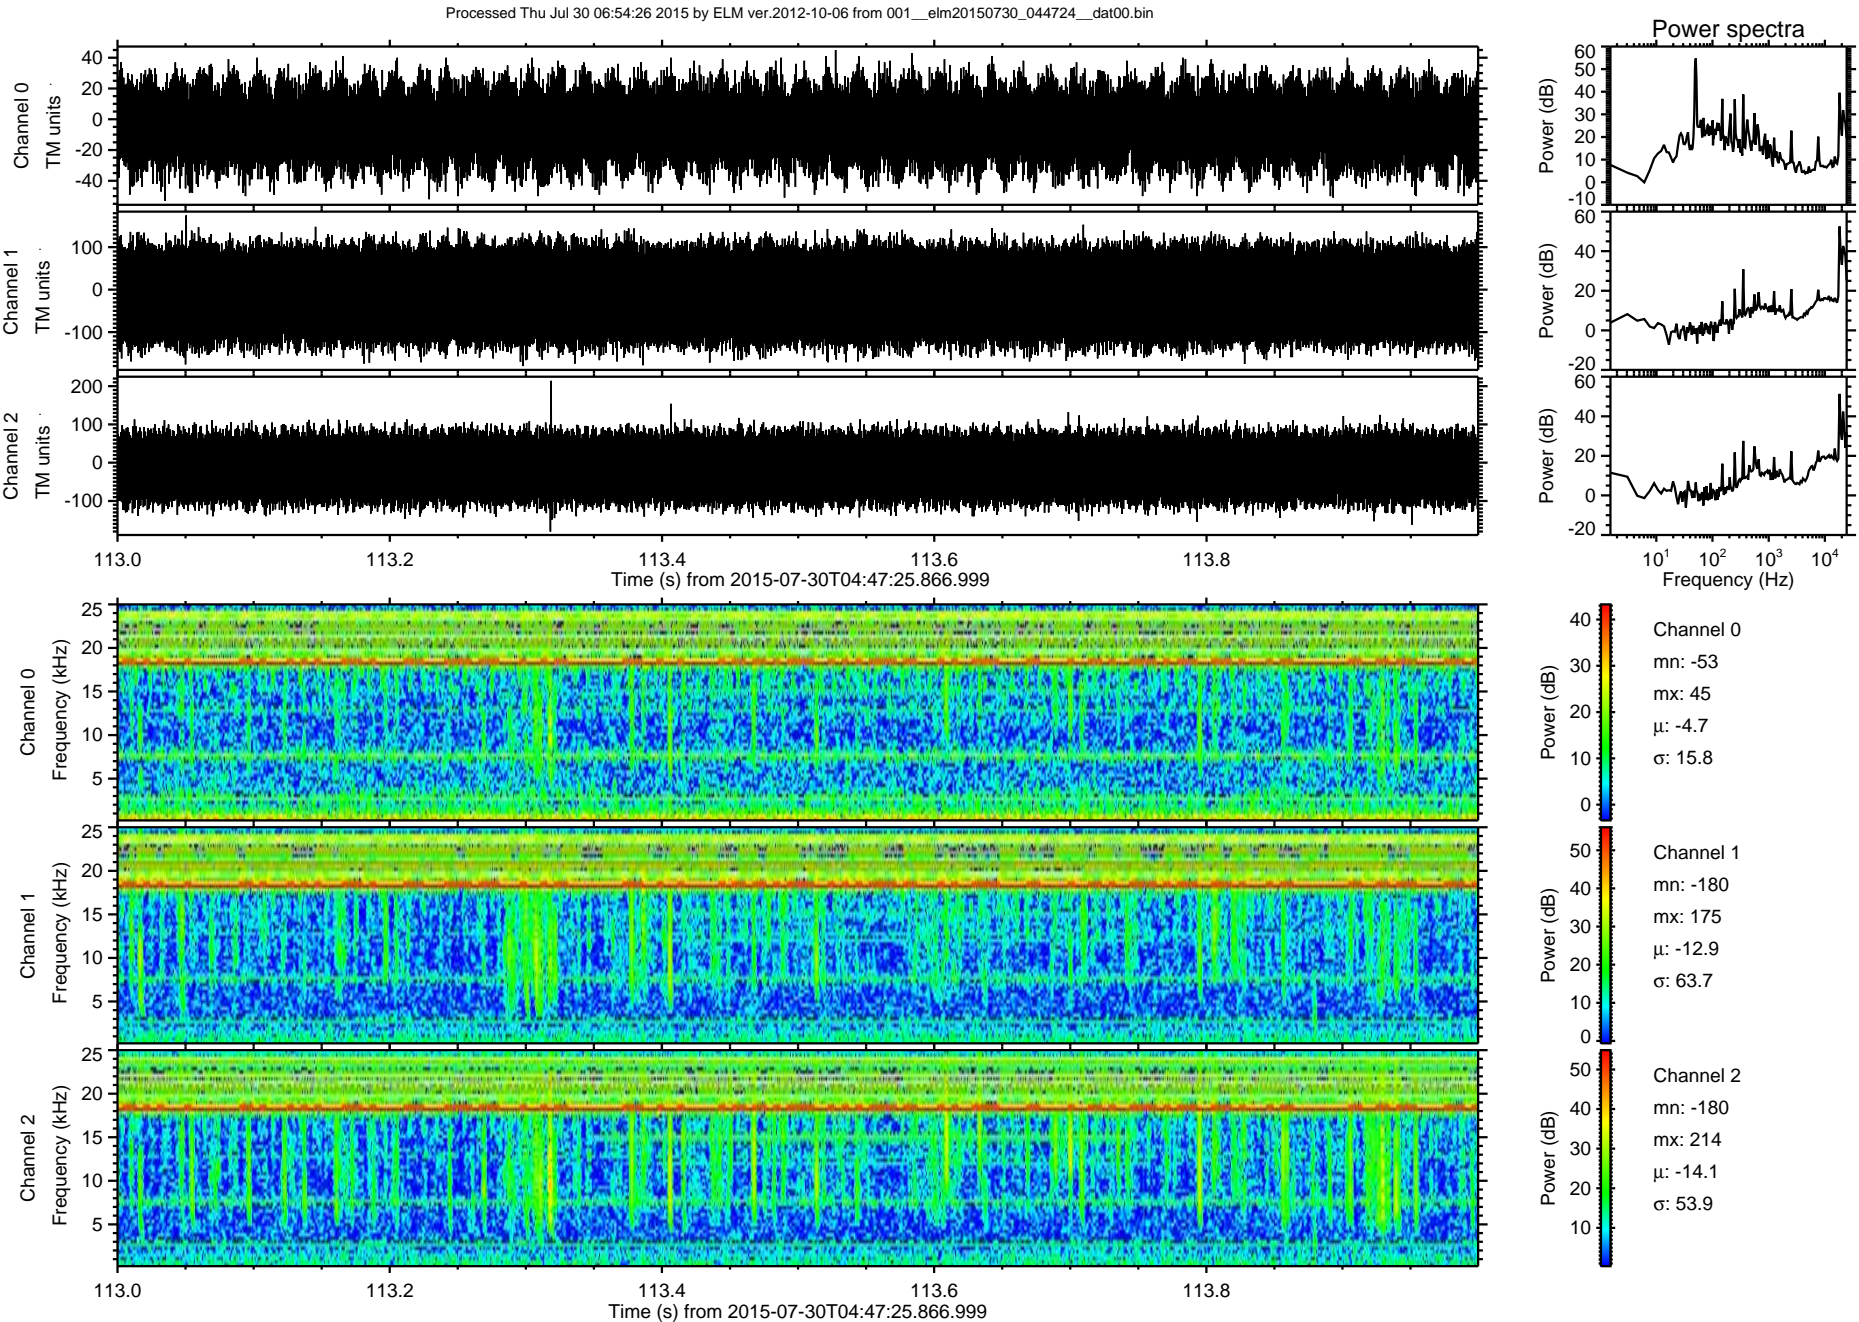 Processed Thu Jul 30 06:54:26 2015 by ELM ver.2012-10-06 from 001__elm20150730_044724__dat00.bin
Power spectra
Channel 0
TM units
40
20
0
-20
-40
Power (dB)
60
50
40
30
20
10
0
-10
Channel 1
TM units
100
0
-100
Power (dB)
60
40
20
0
-20
Channel 2
TM units
200
100
0
-100
Power (dB)
60
40
20
0
-20
113.0 113.2 113.4 113.6 113.8
Time (s) from 2015-07-30T04:47:25.866.999
10¹ 10² 10³ 10⁴
Frequency (Hz)
Channel 0
Frequency (kHz)
25
20
15
10
5
Power (dB)
40
30
20
10
0
Channel 0
mn: -53
mx: 45
μ: -4.7
σ: 15.8
Channel 1
Frequency (kHz)
25
20
15
10
5
Power (dB)
50
40
30
20
10
0
Channel 1
mn: -180
mx: 175
μ: -12.9
σ: 63.7
Channel 2
Frequency (kHz)
25
20
15
10
5
Power (dB)
50
40
30
20
10
Channel 2
mn: -180
mx: 214
μ: -14.1
σ: 53.9
113.0 113.2 113.4 113.6 113.8
Time (s) from 2015-07-30T04:47:25.866.999